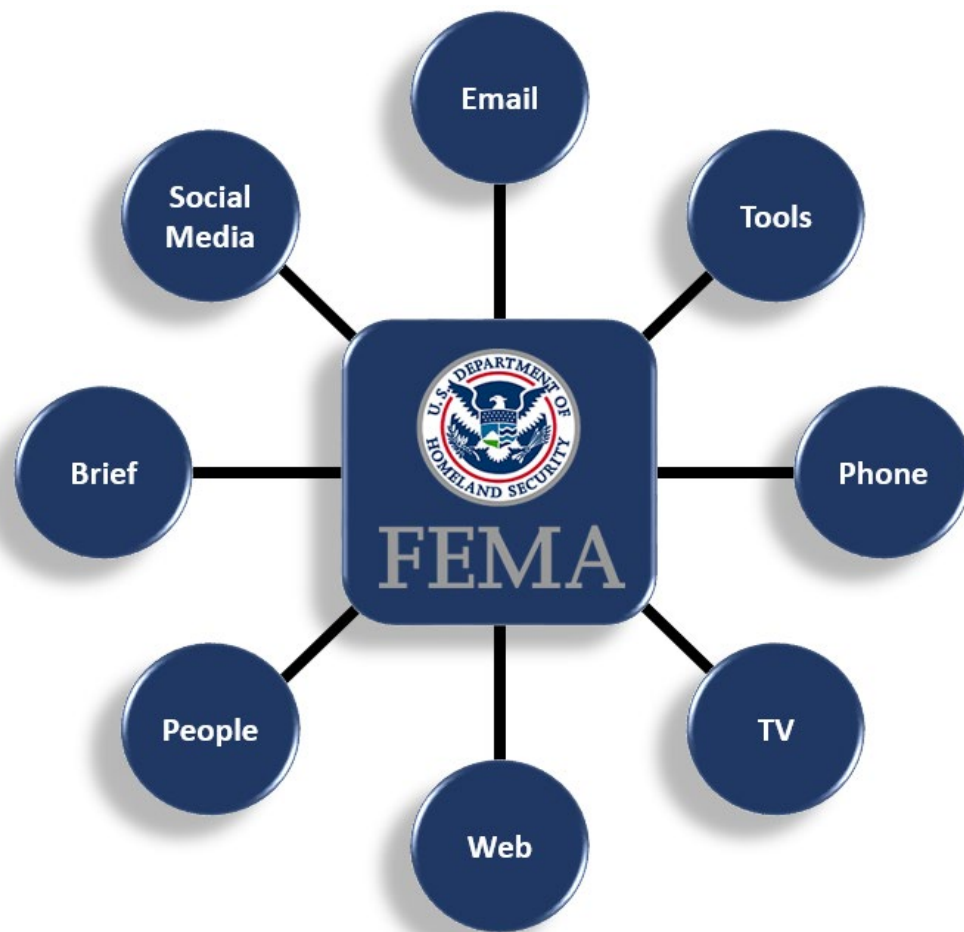 Email
Social
Media
Tools
Brief
U.S. DEPARTMENT OF
HOMELAND SECURITY
FEMA
Phone
People
TV
Web